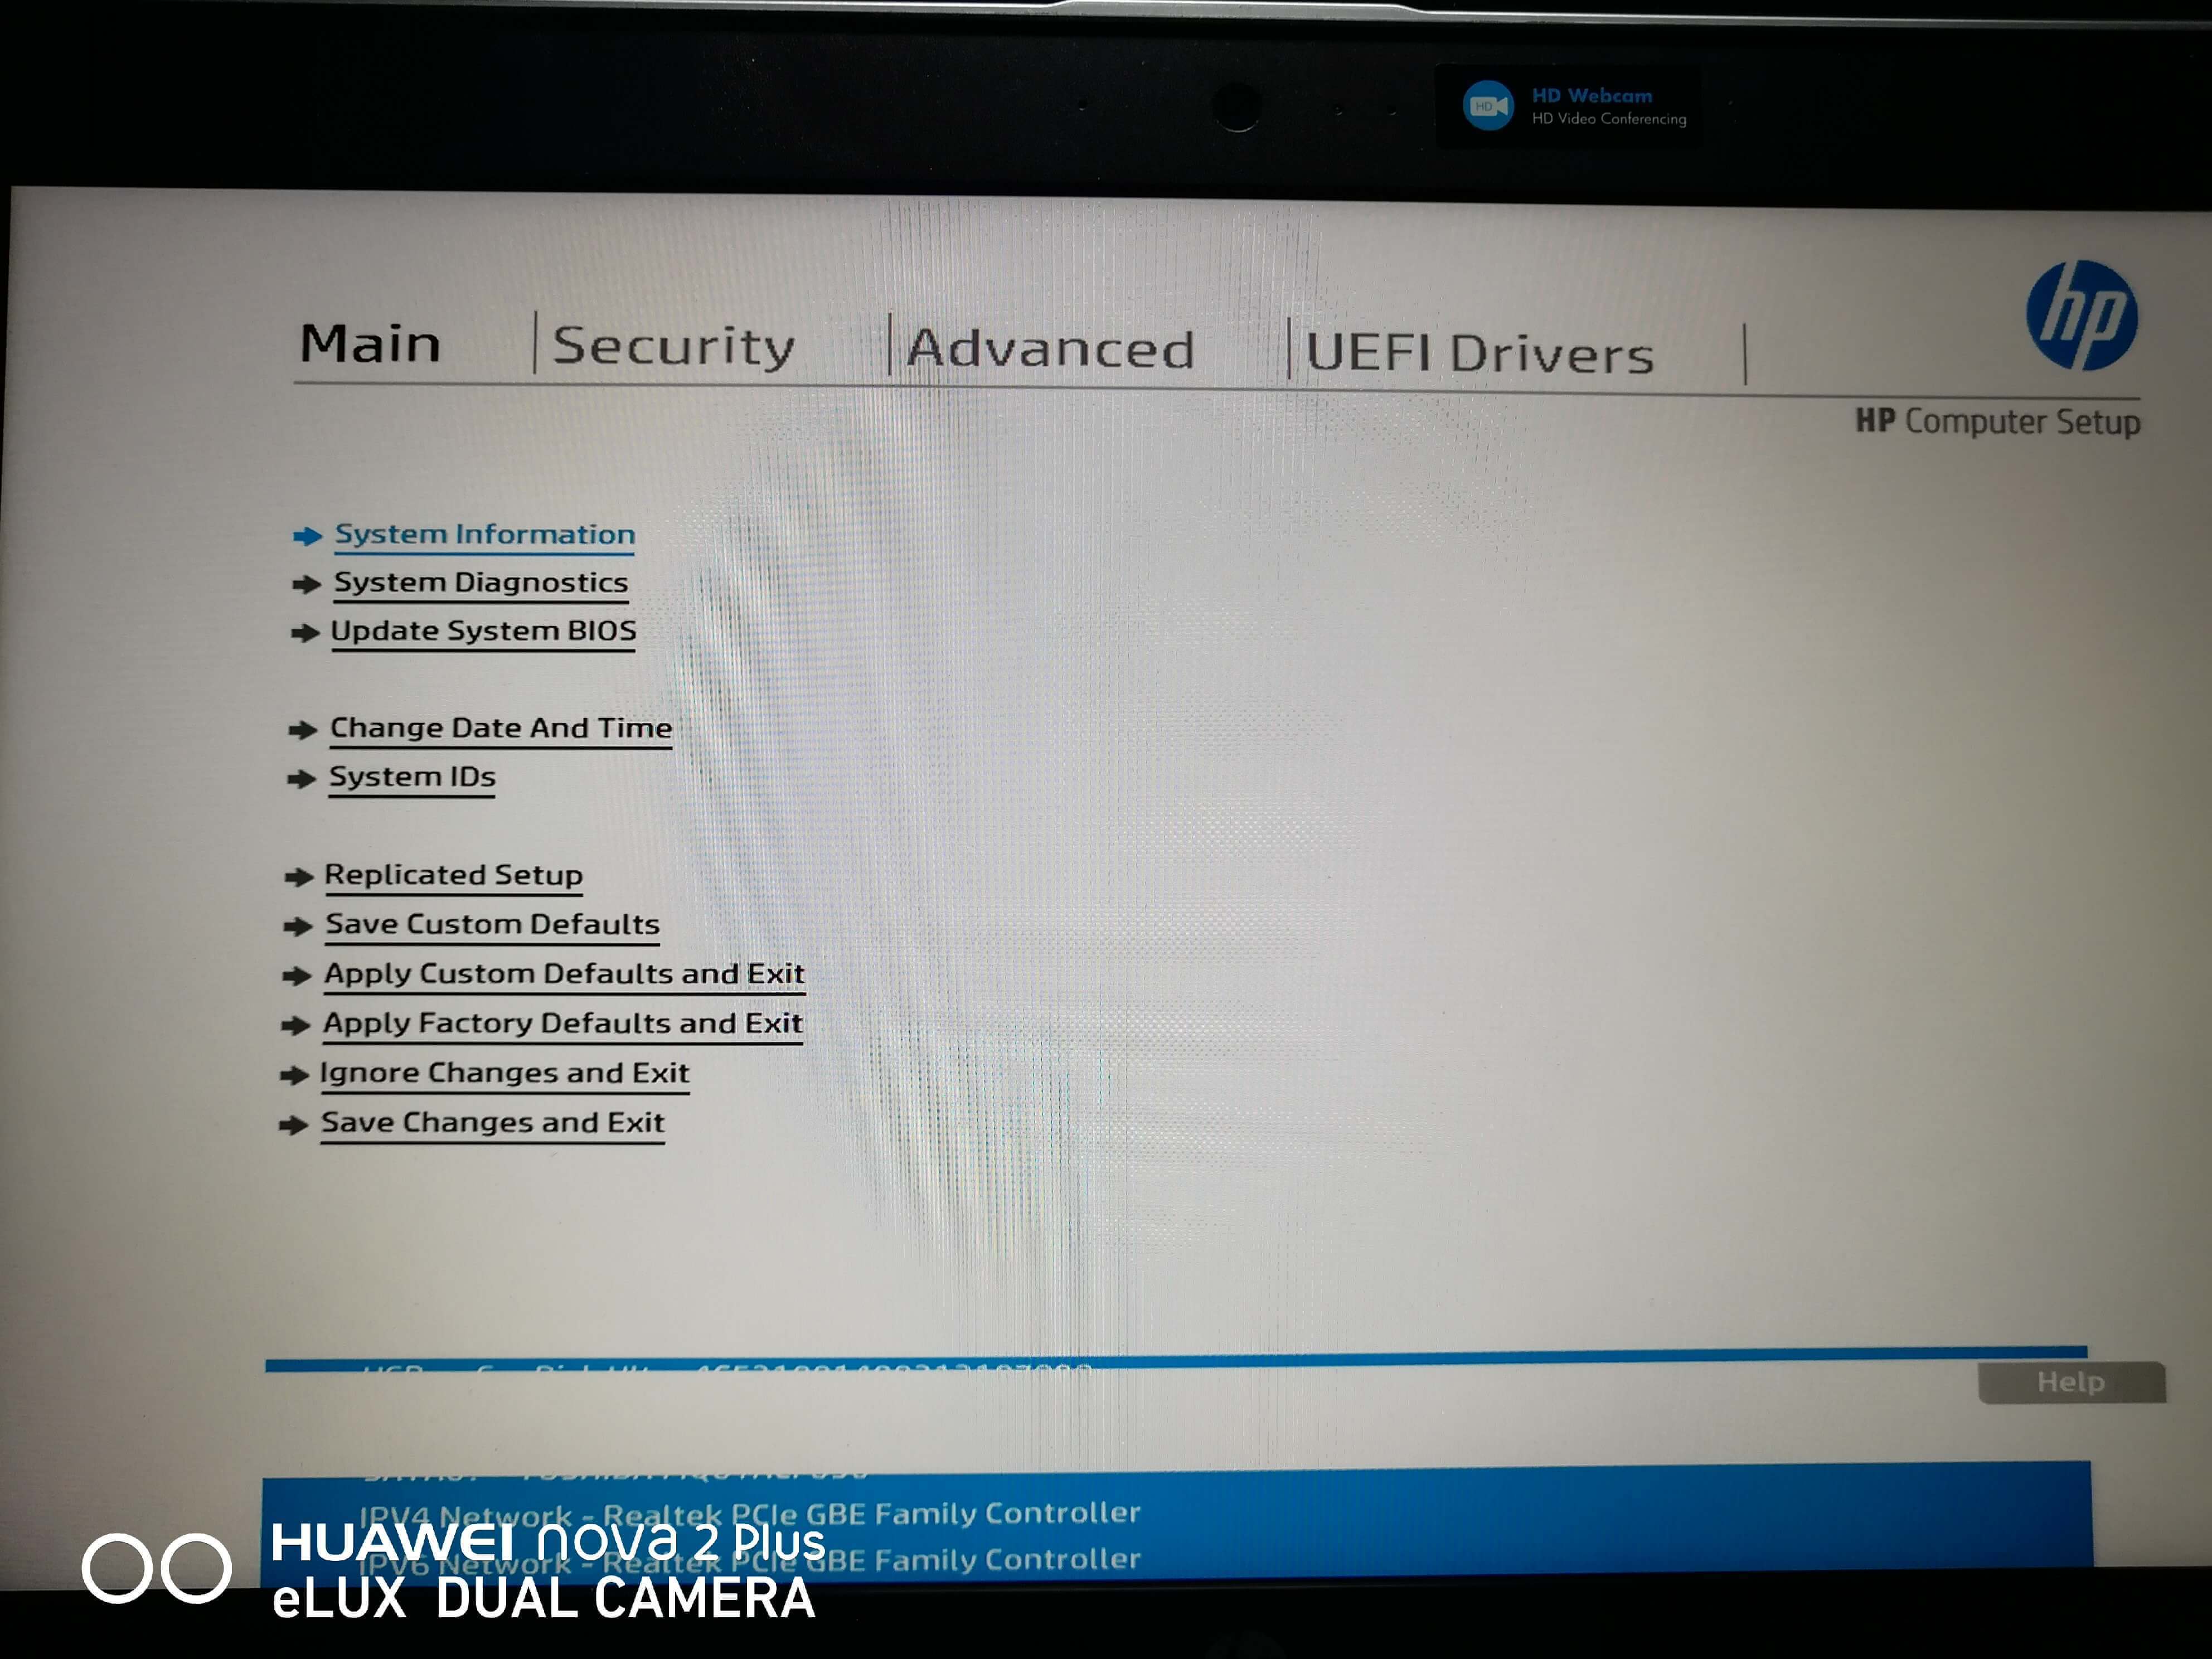 HD Webcam
HD Video Conferencing
hp
Main
Security
Advanced
UEFI Drivers
HP Computer Setup
System Information
System Diagnostics
Update System BIOS
Change Date And Time
System IDs
Replicated Setup
Save Custom Defaults
Apply Custom Defaults and Exit
Apply Factory Defaults and Exit
Ignore Changes and Exit
Save Changes and Exit
Help
IPV4 Network - Realtek PCIe GBE Family Controller
IPV6 Network - Realtek PCIe GBE Family Controller
HUAWEI nova 2 Plus
eLUX DUAL CAMERA